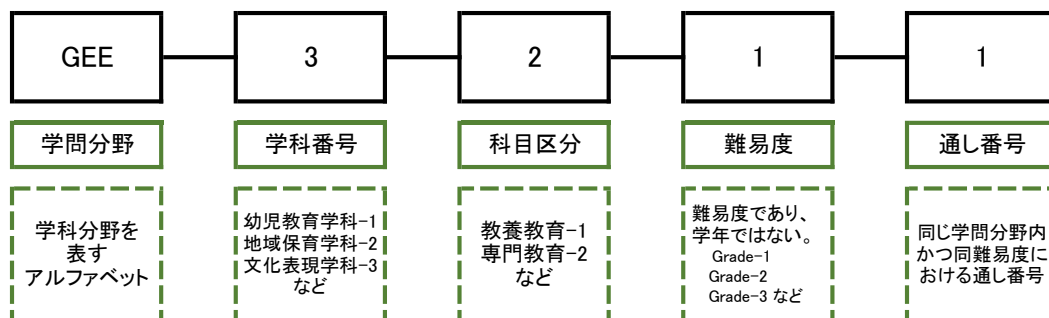 GEE
3
2
1
1
学問分野
学科番号
科目区分
難易度
通し番号
学科分野を
表す
アルファベット
幼児教育学科-1
地域保育学科-2
文化表現学科-3
など
教養教育-1
専門教育-2
など
難易度であり、
学年ではない。
Grade-1
Grade-2
Grade-3 など
同じ学問分野内
かつ同難易度に
おける通し番号